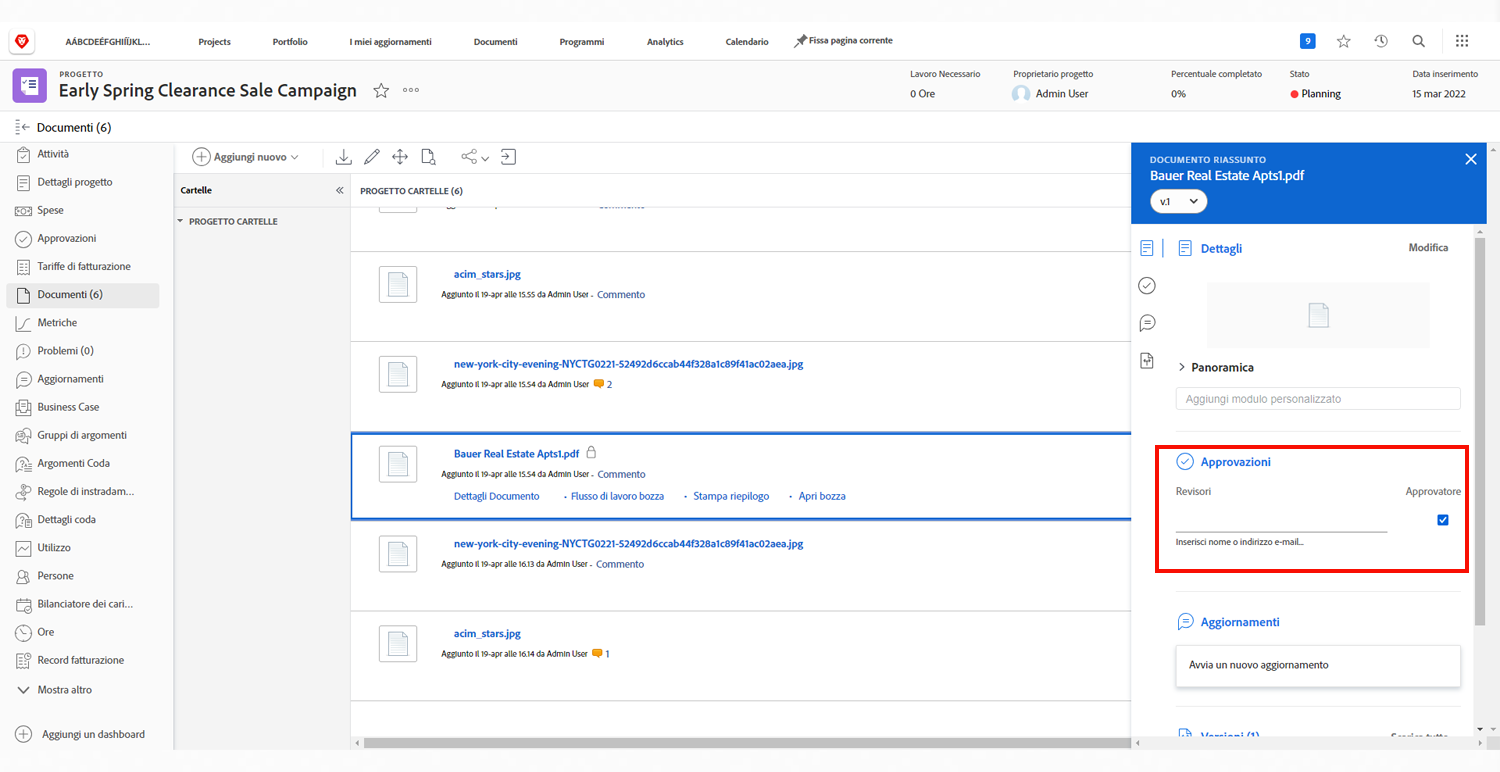 AÁBCDEÉFGHIÍĬJKL...
Projects
Portfolio
I miei aggiornamenti
Documenti
Programmi
Analytics
Calendario
Fissa pagina corrente
9
PROGETTO
Early Spring Clearance Sale Campaign
Lavoro Necessario
0 Ore
Proprietario progetto
Admin User
Percentuale completato
0%
Stato
Planning
Data inserimento
15 mar 2022
Documenti (6)
Attività
Dettagli progetto
Spese
Approvazioni
Tariffe di fatturazione
Documenti (6)
Metriche
Problemi (0)
Aggiornamenti
Business Case
Gruppi di argomenti
Argomenti Coda
Regole di instradam...
Dettagli coda
Utilizzo
Persone
Bilanciatore dei cari...
Ore
Record fatturazione
Mostra altro
Aggiungi un dashboard
Aggiungi nuovo
Cartelle
PROGETTO CARTELLE
PROGETTO CARTELLE (6)
acim_stars.jpg
Aggiunto il 19-apr alle 15.55 da Admin User - Commento
new-york-city-evening-NYCTG0221-52492d6ccab44f328a1c89f41ac02aea.jpg
Aggiunto il 19-apr alle 15.54 da Admin User 2
Bauer Real Estate Apts1.pdf
Aggiunto il 19-apr alle 15.54 da Admin User - Commento
Dettagli Documento · Flusso di lavoro bozza · Stampa riepilogo · Apri bozza
new-york-city-evening-NYCTG0221-52492d6ccab44f328a1c89f41ac02aea.jpg
Aggiunto il 19-apr alle 16.13 da Admin User - Commento
acim_stars.jpg
Aggiunto il 19-apr alle 16.14 da Admin User 1
DOCUMENTO RIASSUNTO
Bauer Real Estate Apts1.pdf
v.1
Dettagli
Modifica
Panoramica
Aggiungi modulo personalizzato
Approvazioni
Revisori
Approvatore
Inserisci nome o indirizzo e-mail...
Aggiornamenti
Avvia un nuovo aggiornamento
Versioni (1)